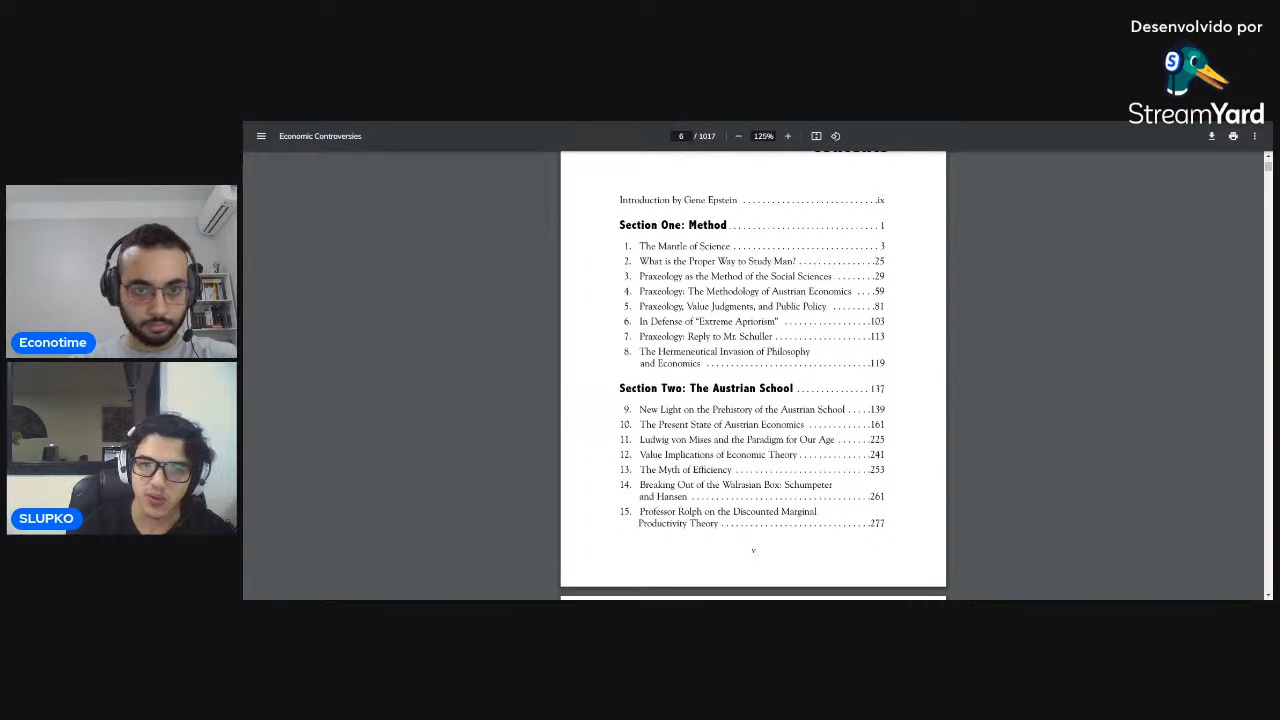 Desenvolvido por
S
StreamYard
Economic Controversies
6 / 1017
125%
Introduction by Gene Epstein ............................ix
Section One: Method ............................1
1. The Mantle of Science ............................3
2. What is the Proper Way to Study Man? ................25
3. Praxeology as the Method of the Social Sciences ........29
4. Praxeology: The Methodology of Austrian Economics ....59
5. Praxeology, Value Judgments, and Public Policy .........81
6. In Defense of “Extreme Apriorism” ..................103
7. Praxeology: Reply to Mr. Schuller ....................113
8. The Hermeneutical Invasion of Philosophy
and Economics ................................119
Section Two: The Austrian School ................137
9. New Light on the Prehistory of the Austrian School .....139
10. The Present State of Austrian Economics ..............161
11. Ludwig von Mises and the Paradigm for Our Age .......225
12. Value Implications of Economic Theory ...............241
13. The Myth of Efficiency ............................253
14. Breaking Out of the Walrasian Box: Schumpeter
and Hansen ...................................261
15. Professor Rolph on the Discounted Marginal
Productivity Theory .............................277
v
Econotime
SLUPKO